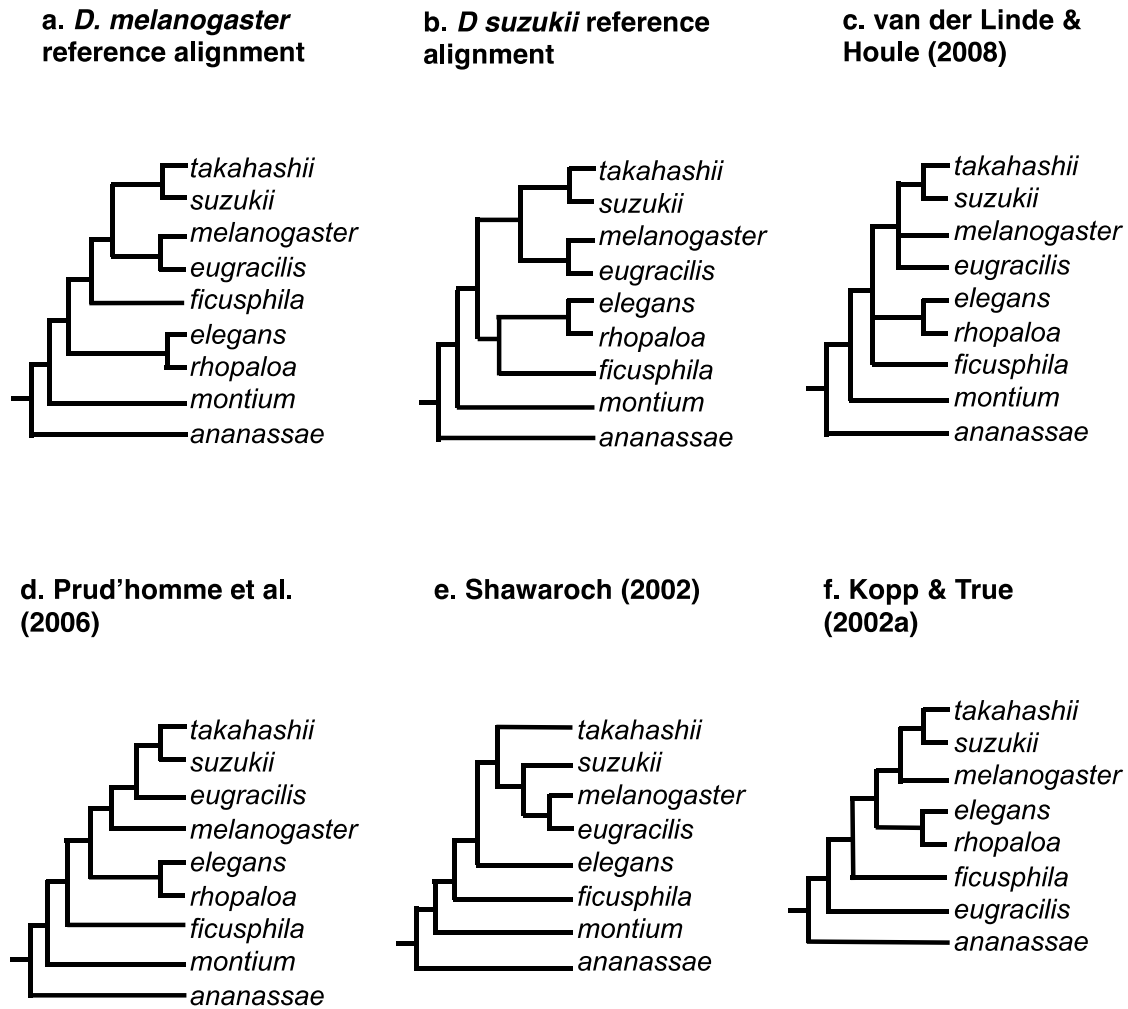 a. D. melanogaster
reference alignment
takahashii
suzukii
melanogaster
eugracilis
ficusphila
elegans
rhopaloa
montium
ananassae
b. D suzukii reference
alignment
takahashii
suzukii
melanogaster
eugracilis
elegans
rhopaloa
ficusphila
montium
ananassae
c. van der Linde &
Houle (2008)
takahashii
suzukii
melanogaster
eugracilis
elegans
rhopaloa
ficusphila
montium
ananassae
d. Prud'homme et al.
(2006)
takahashii
suzukii
eugracilis
melanogaster
elegans
rhopaloa
ficusphila
montium
ananassae
e. Shawaroch (2002)
takahashii
suzukii
melanogaster
eugracilis
elegans
ficusphila
montium
ananassae
f. Kopp & True
(2002a)
takahashii
suzukii
melanogaster
elegans
rhopaloa
ficusphila
eugracilis
ananassae